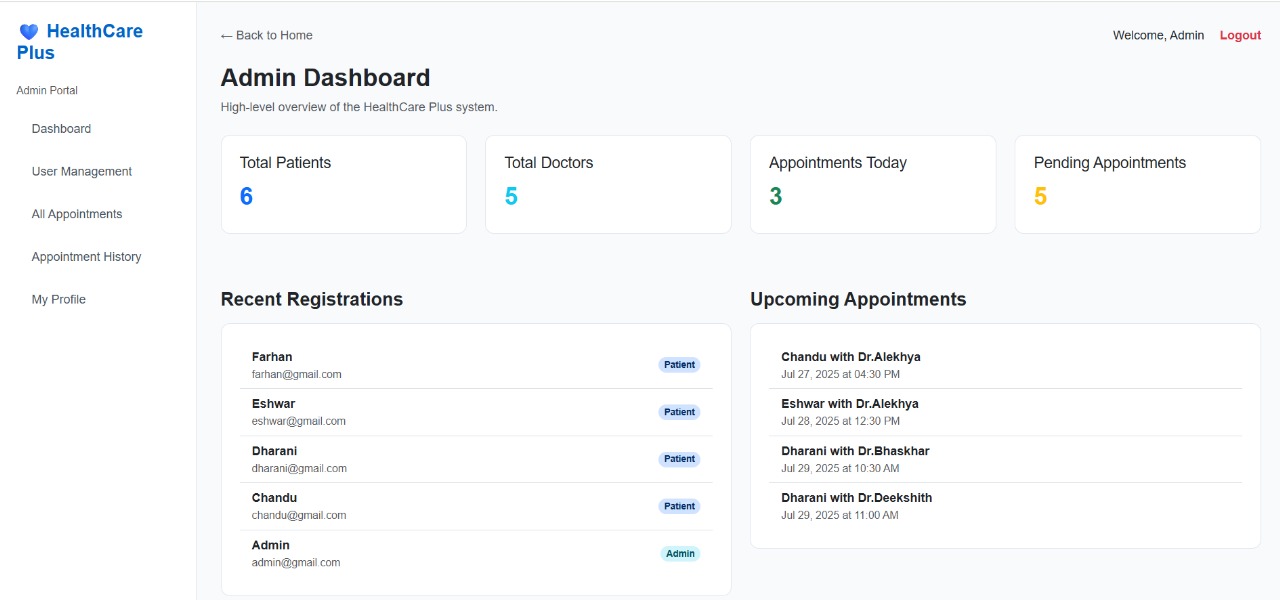 HealthCare
Plus
Admin Portal
Dashboard
User Management
All Appointments
Appointment History
My Profile
← Back to Home
Welcome, Admin Logout
Admin Dashboard
High-level overview of the HealthCare Plus system.
Total Patients
6
Total Doctors
5
Appointments Today
3
Pending Appointments
5
Recent Registrations
Farhan
farhan@gmail.com
Patient
Eshwar
eshwar@gmail.com
Patient
Dharani
dharani@gmail.com
Patient
Chandu
chandu@gmail.com
Patient
Admin
admin@gmail.com
Admin
Upcoming Appointments
Chandu with Dr.Alekhya
Jul 27, 2025 at 04:30 PM
Eshwar with Dr.Alekhya
Jul 28, 2025 at 12:30 PM
Dharani with Dr.Bhaskhar
Jul 29, 2025 at 10:30 AM
Dharani with Dr.Deekshith
Jul 29, 2025 at 11:00 AM